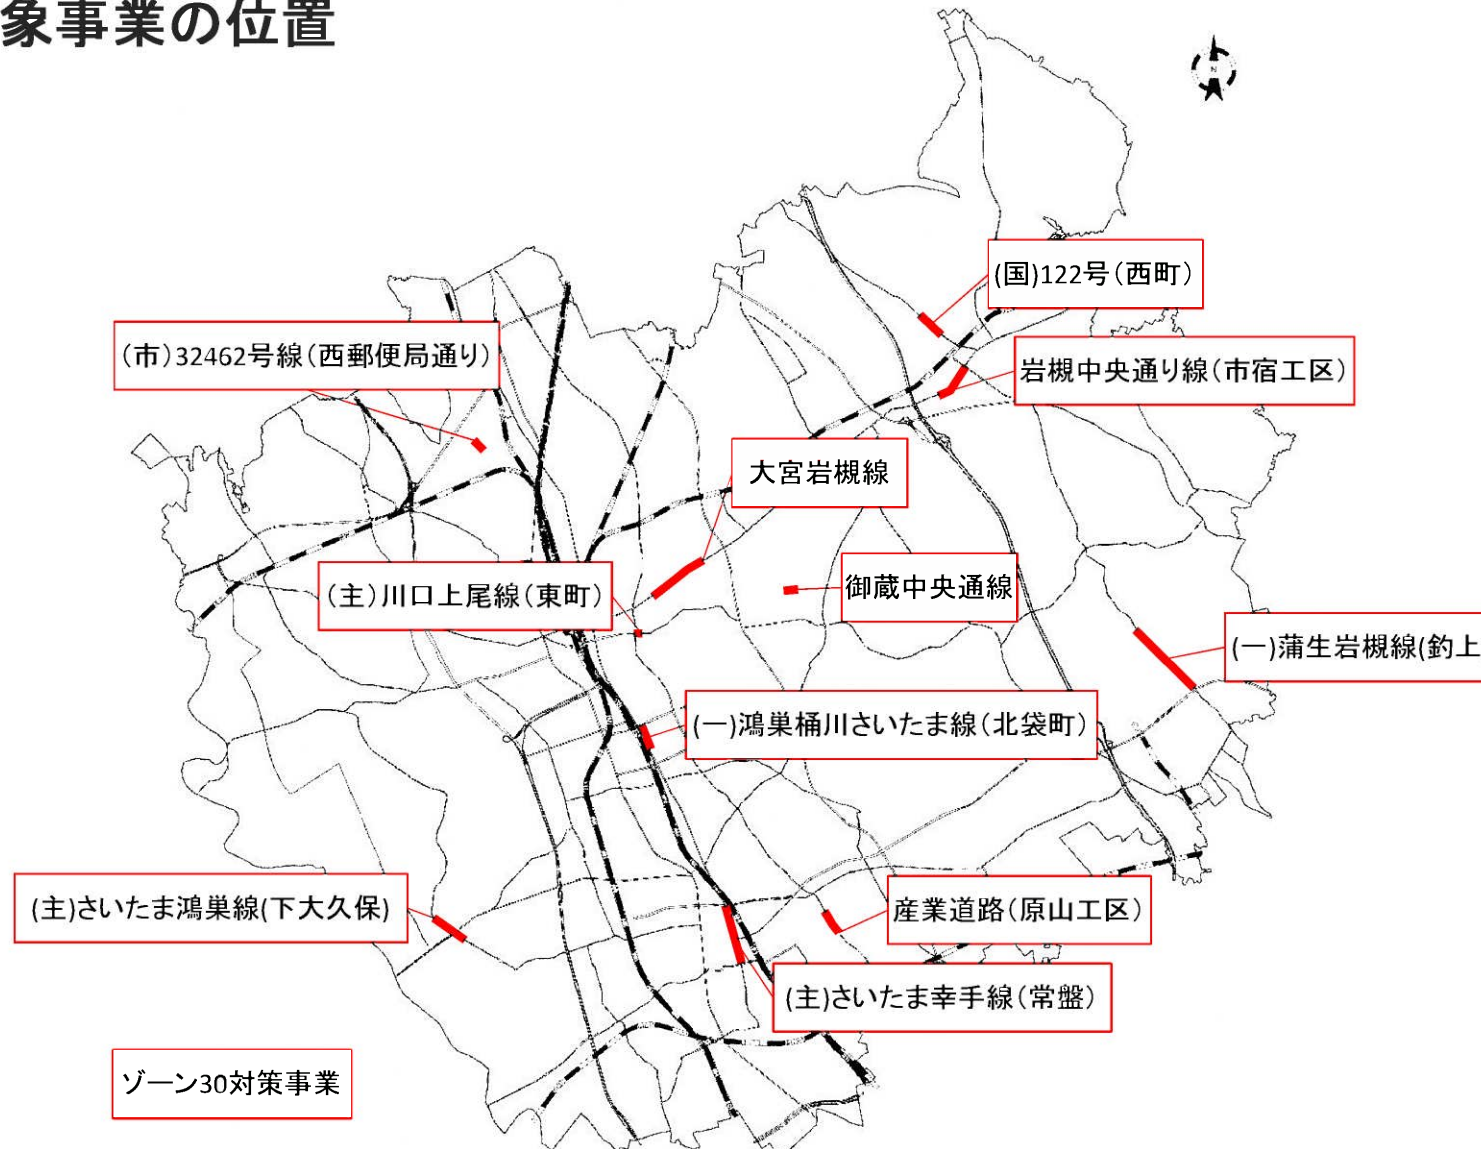 象事業の位置
N
(国)122号(西町)
(市)32462号線(西郵便局通り)
岩槻中央通り線(市宿工区)
大宮岩槻線
(主)川口上尾線(東町)
御蔵中央通線
(一)蒲生岩槻線(釣上
(一)鴻巣桶川さいたま線(北袋町)
(主)さいたま鴻巣線(下大久保)
産業道路(原山工区)
(主)さいたま幸手線(常盤)
ゾーン30対策事業